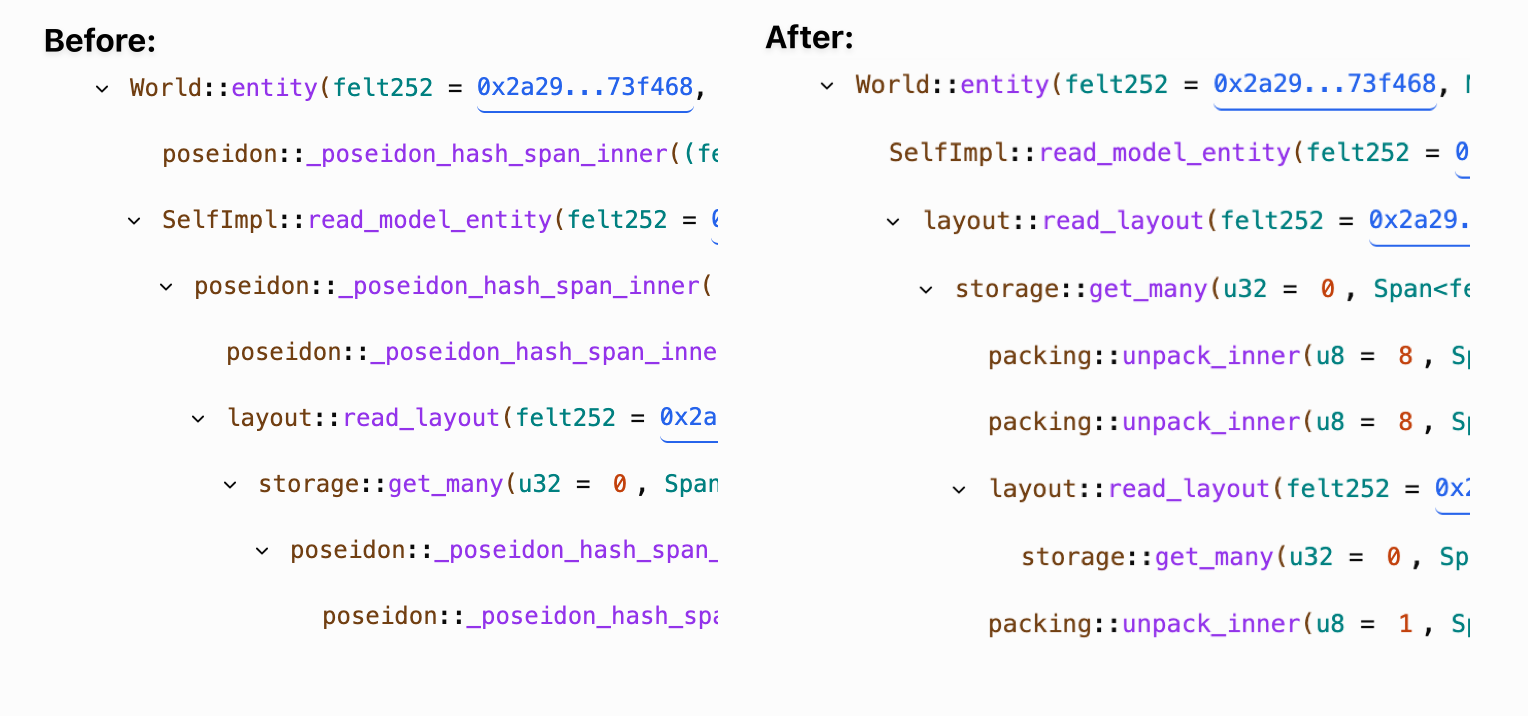 Before:
World::entity(felt252 = 0x2a29...73f468,
poseidon::_poseidon_hash_span_inner((fe
SelfImpl::read_model_entity(felt252 = 0
poseidon::_poseidon_hash_span_inner(
poseidon::_poseidon_hash_span_inne
layout::read_layout(felt252 = 0x2a
storage::get_many(u32 = 0, Span
poseidon::_poseidon_hash_span_
poseidon::_poseidon_hash_spa
After:
World::entity(felt252 = 0x2a29...73f468,
SelfImpl::read_model_entity(felt252 = 0
layout::read_layout(felt252 = 0x2a29.
storage::get_many(u32 = 0, Span<fe
packing::unpack_inner(u8 = 8, Sp
packing::unpack_inner(u8 = 8, Sp
layout::read_layout(felt252 = 0x2
storage::get_many(u32 = 0, Sp
packing::unpack_inner(u8 = 1, Sp